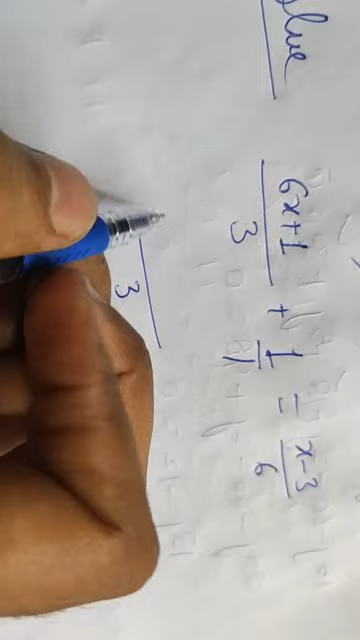 Solve
(6x+1)/3 + 1/1 = (x-3)/6
/3